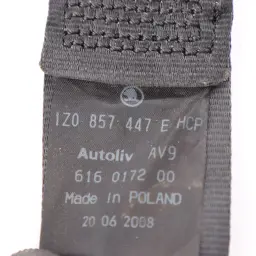 1Z0 857 447 E HCP
Autoliv AV9
616 0172 00
Made in POLAND
20 06 2008